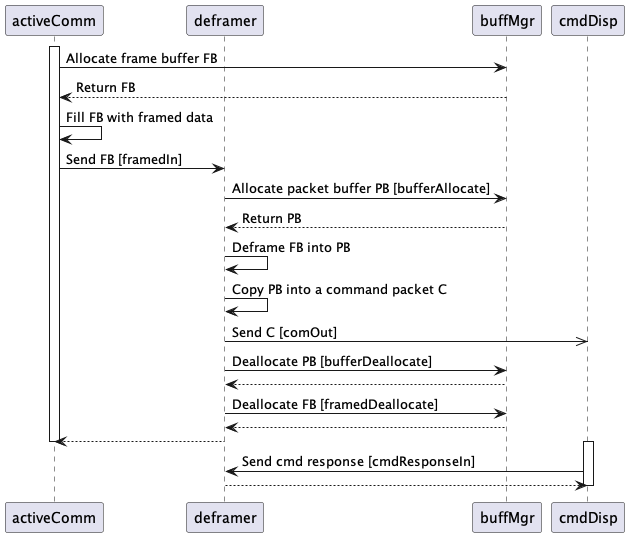 activeComm deframer buffMgr cmdDisp
Allocate frame buffer FB
Return FB
Fill FB with framed data
Send FB [framedIn]
Allocate packet buffer PB [bufferAllocate]
Return PB
Deframe FB into PB
Copy PB into a command packet C
Send C [comOut]
Deallocate PB [bufferDeallocate]
Deallocate FB [framedDeallocate]
Send cmd response [cmdResponseIn]
activeComm deframer buffMgr cmdDisp